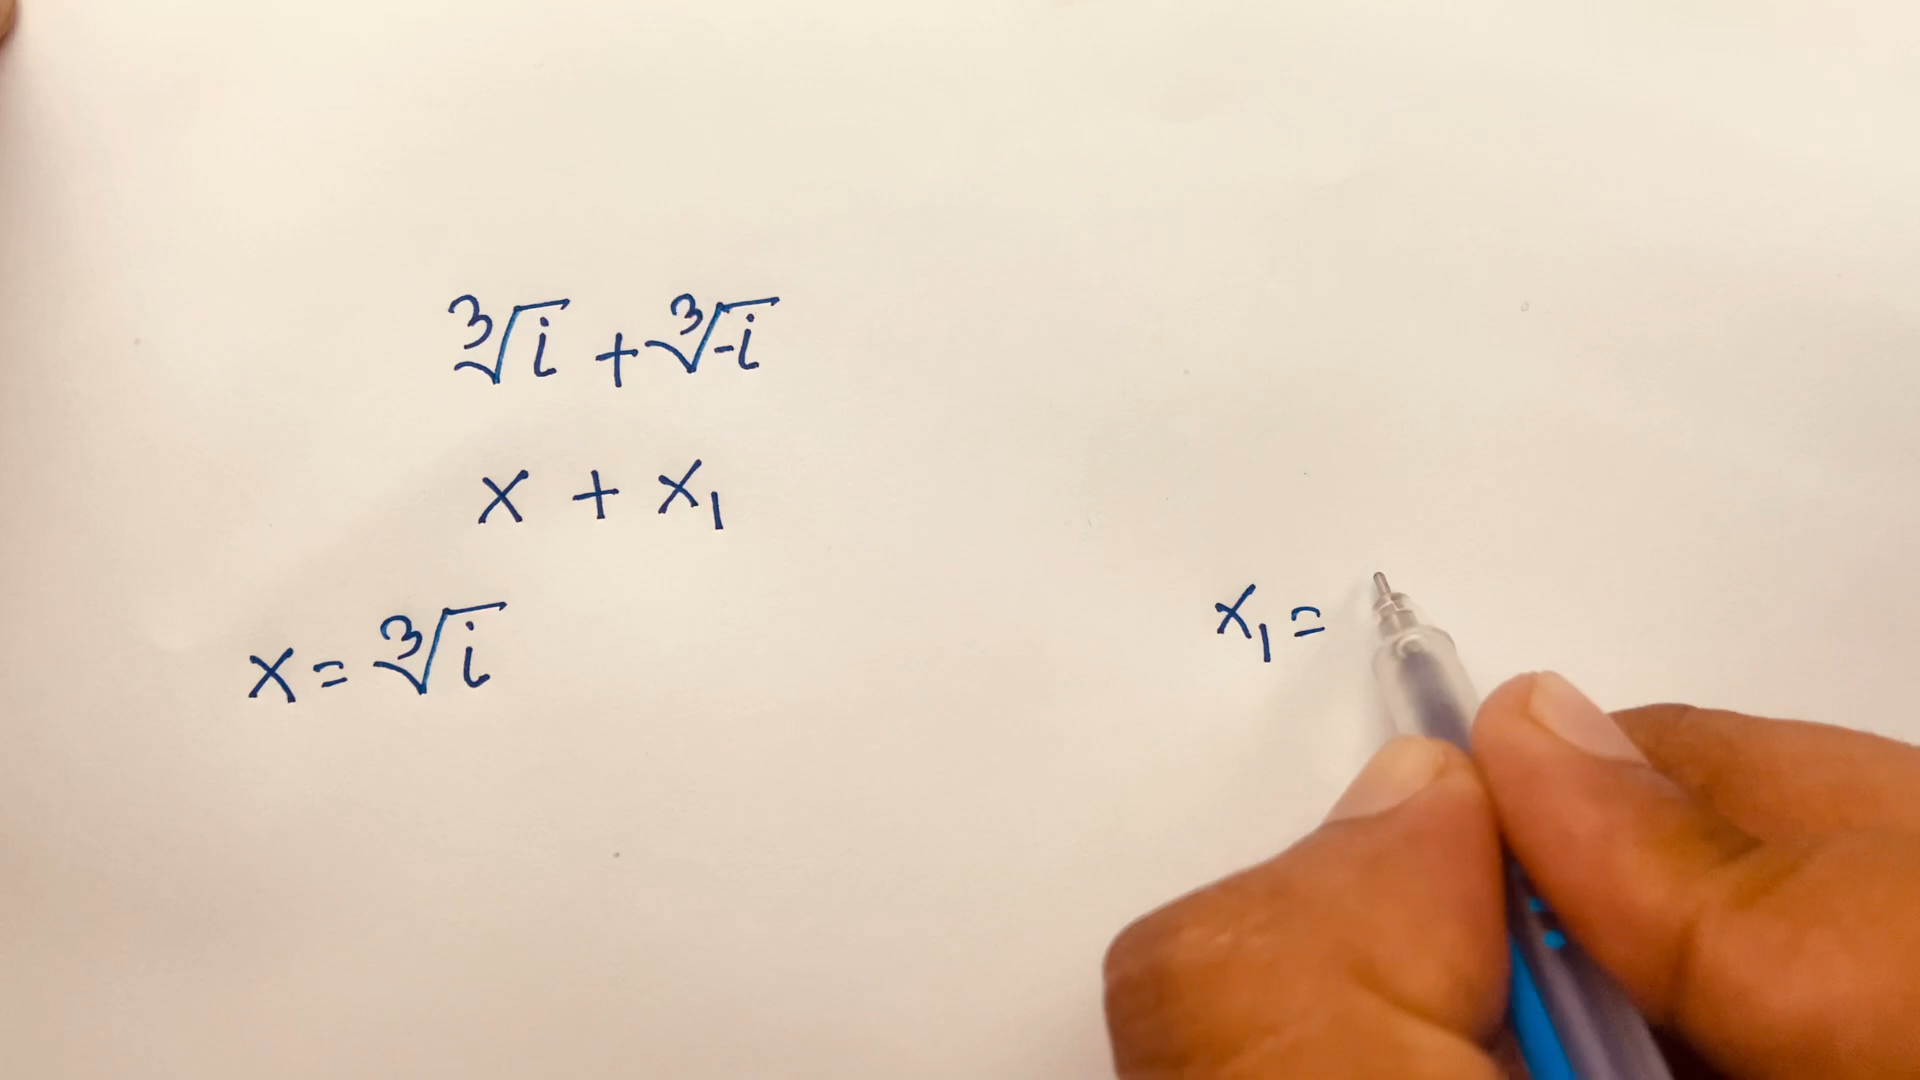 ∛i + ∛-i
x + x₁
x = ∛i
x₁ =